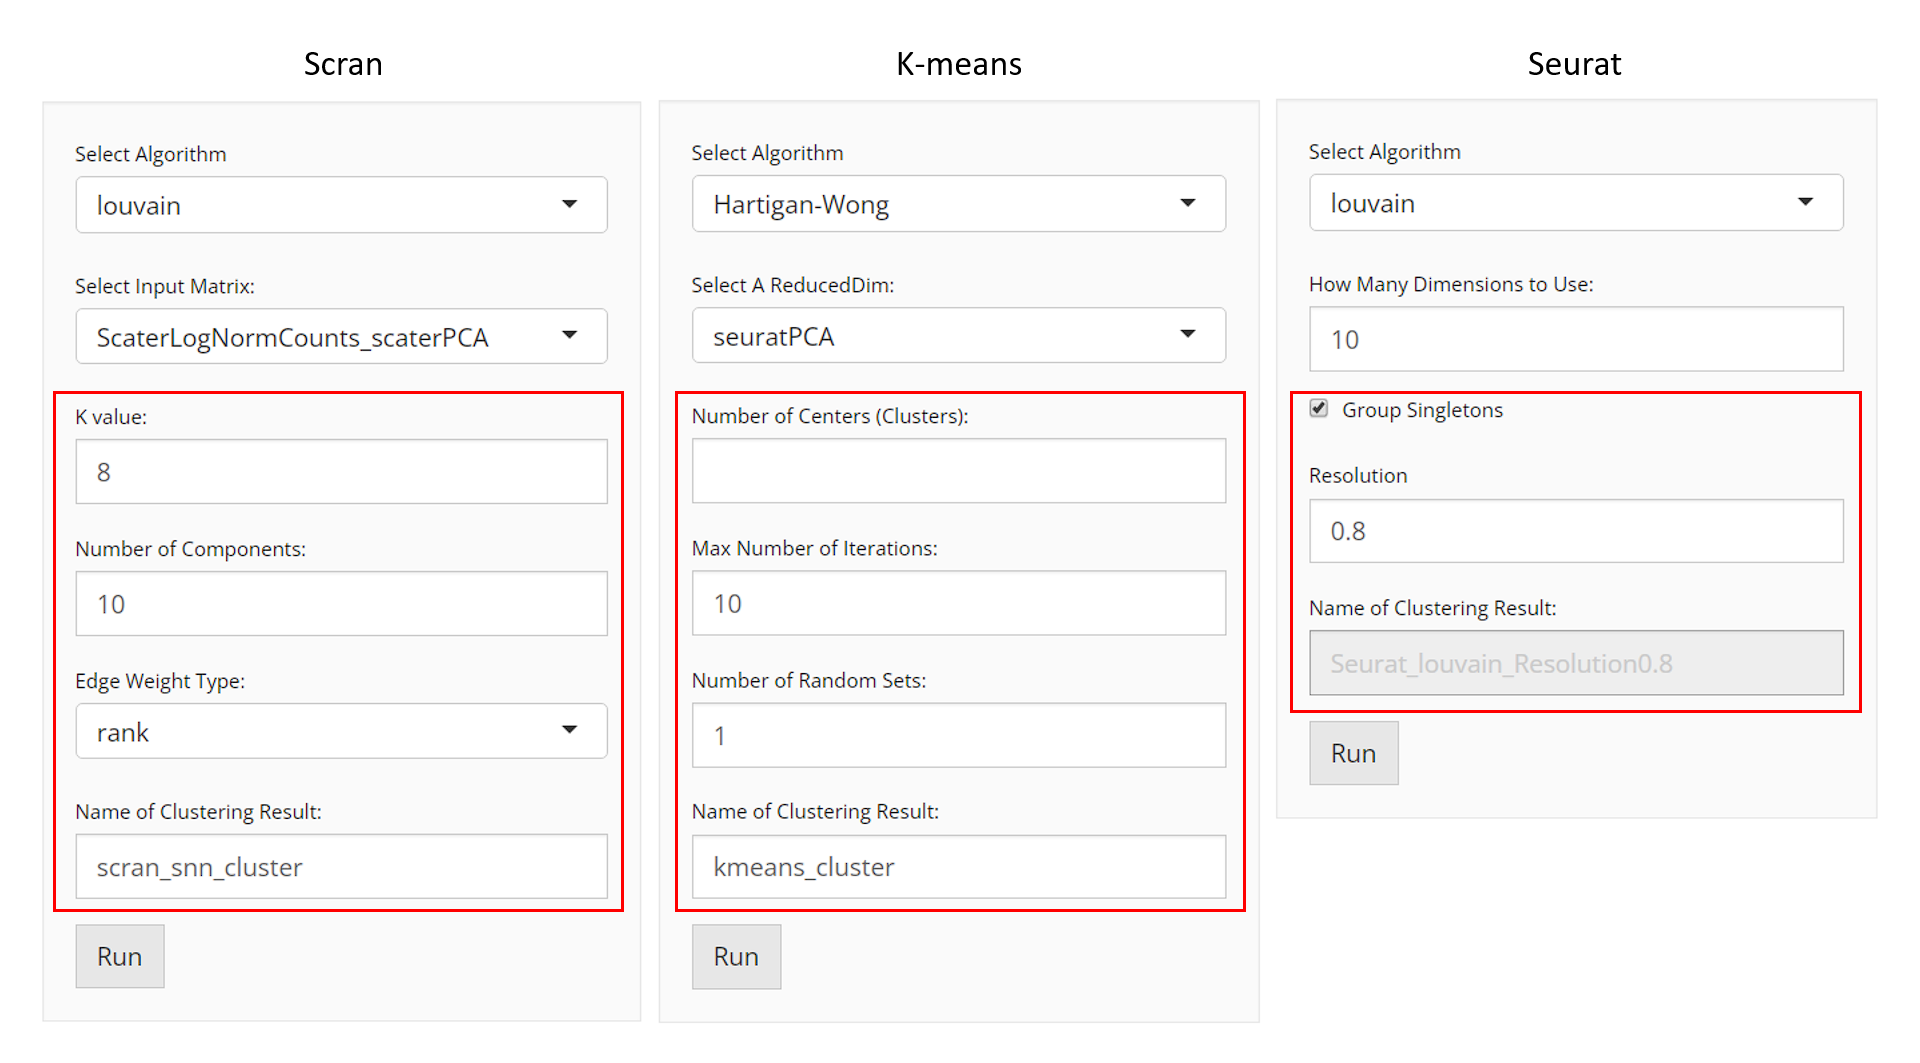 Scran
Select Algorithm
louvain
Select Input Matrix:
ScaterLogNormCounts_scaterPCA
K value:
8
Number of Components:
10
Edge Weight Type:
rank
Name of Clustering Result:
scran_snn_cluster
Run
K-means
Select Algorithm
Hartigan-Wong
Select A ReducedDim:
seuratPCA
Number of Centers (Clusters):
Max Number of Iterations:
10
Number of Random Sets:
1
Name of Clustering Result:
kmeans_cluster
Run
Seurat
Select Algorithm
louvain
How Many Dimensions to Use:
10
Group Singletons
Resolution
0.8
Name of Clustering Result:
Seurat_louvain_Resolution0.8
Run